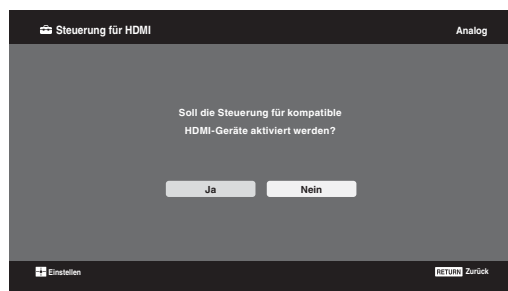 Steuerung für HDMI
Analog
Soll die Steuerung für kompatible
HDMI-Geräte aktiviert werden?
Ja
Nein
Einstellen
RETURN Zurück